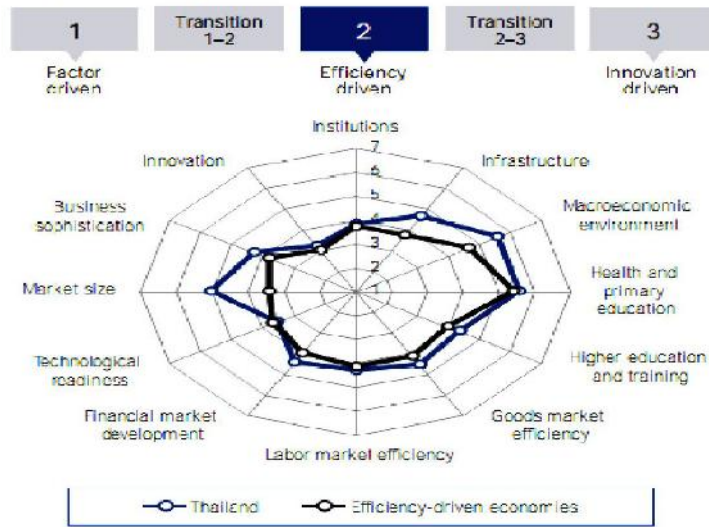 1
Transition
1–2
2
Transition
2–3
3
Factor
driven
Efficiency
driven
Innovation
driven
Institutions
Innovation
Infrastructure
Business
sophistication
Macroeconomic
environment
Market size
Health and
primary
education
Technological
readiness
Higher education
and training
Financial market
development
Goods market
efficiency
Labor market efficiency
7
6
5
4
3
2
1
Thailand
Efficiency-driven economies